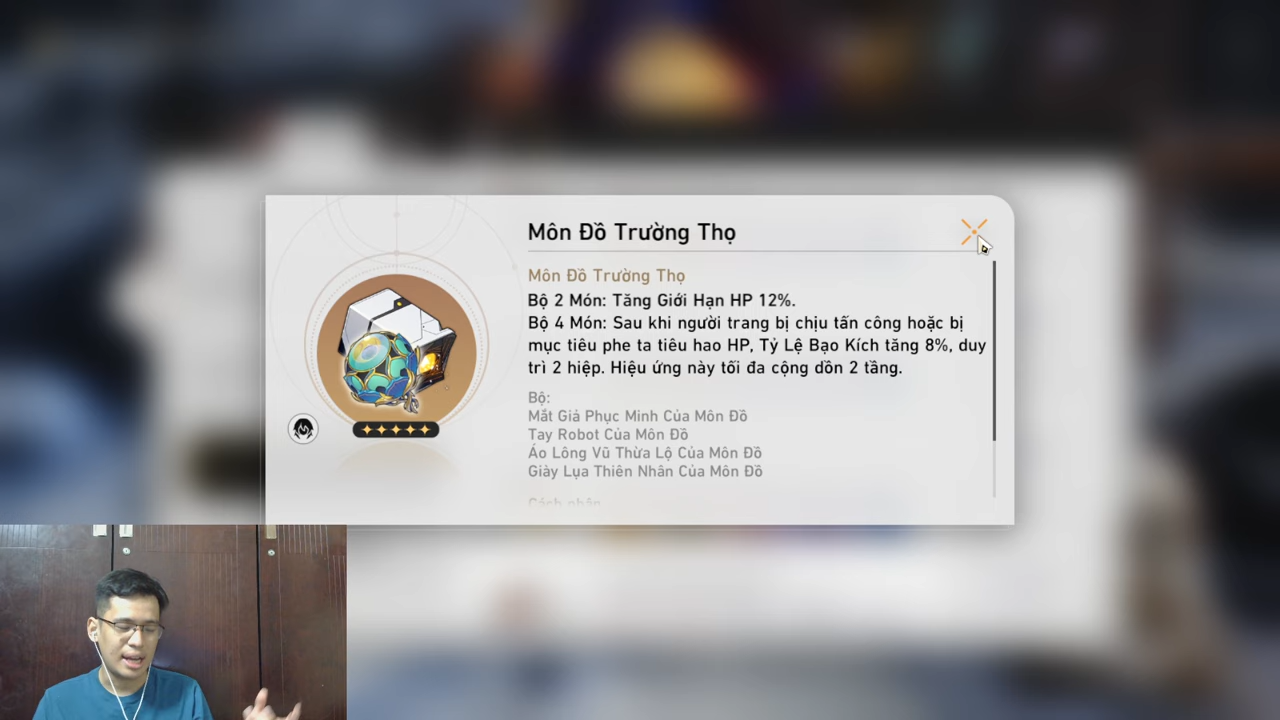 Môn Đồ Trường Thọ
Môn Đồ Trường Thọ
Bộ 2 Món: Tăng Giới Hạn HP 12%.
Bộ 4 Món: Sau khi người trang bị chịu tấn công hoặc bị
mục tiêu phe ta tiêu hao HP, Tỷ Lệ Bạo Kích tăng 8%, duy
trì 2 hiệp. Hiệu ứng này tối đa cộng dồn 2 tầng.
Bộ:
Mắt Giả Phục Minh Của Môn Đồ
Tay Robot Của Môn Đồ
Áo Lông Vũ Thừa Lộ Của Môn Đồ
Giày Lụa Thiên Nhân Của Môn Đồ
Cách nhận